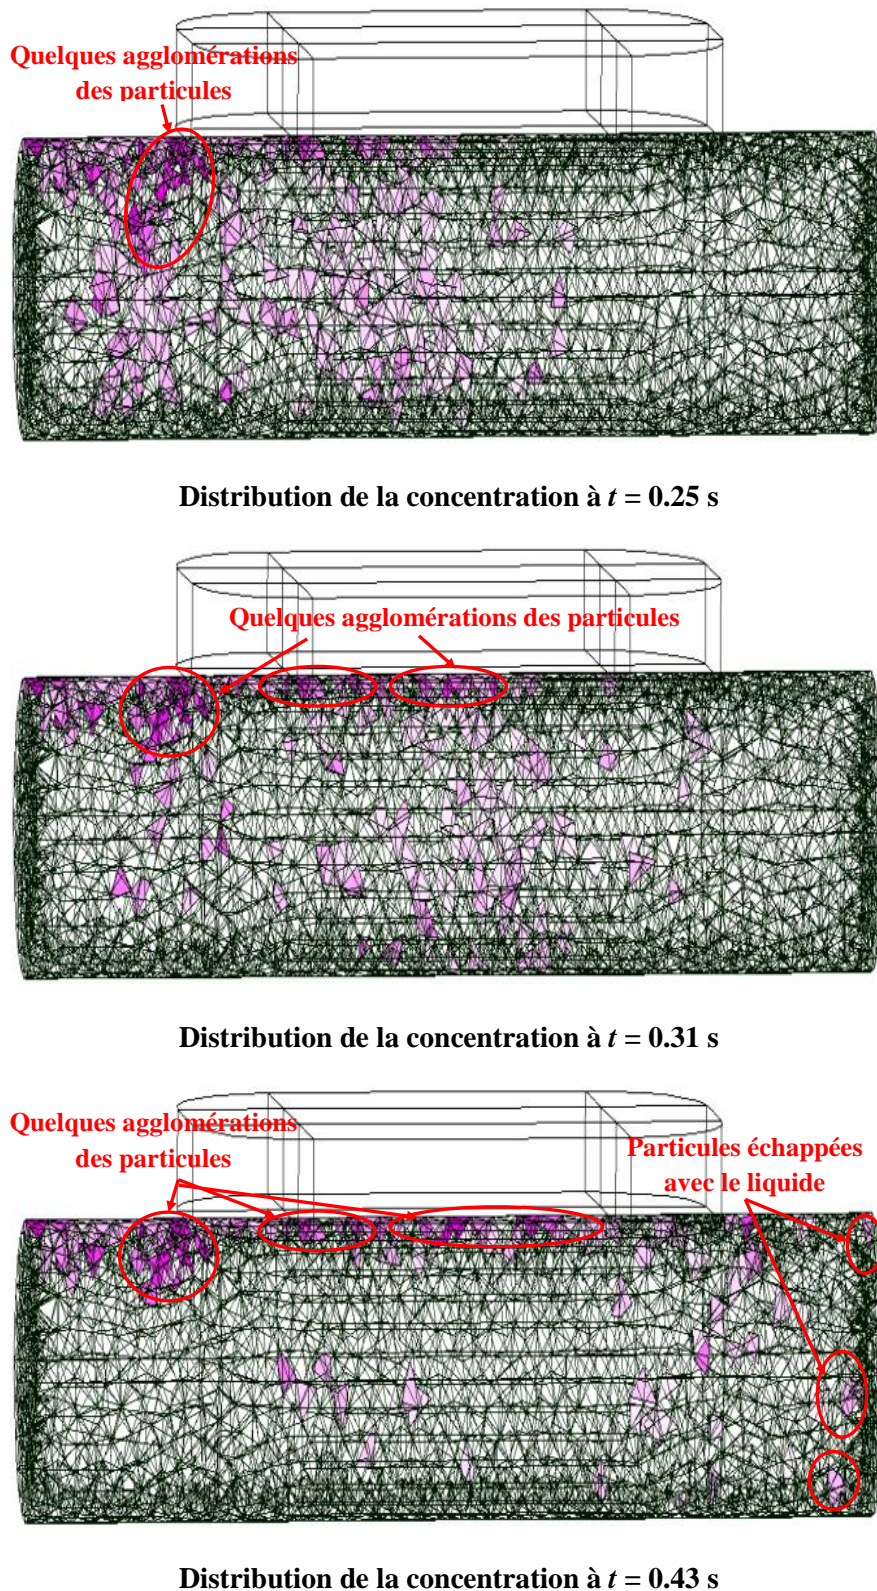 Quelques agglomérations
des particules
Distribution de la concentration à t = 0.25 s
Quelques agglomérations des particules
Distribution de la concentration à t = 0.31 s
Quelques agglomérations
des particules
Particules échappées
avec le liquide
Distribution de la concentration à t = 0.43 s